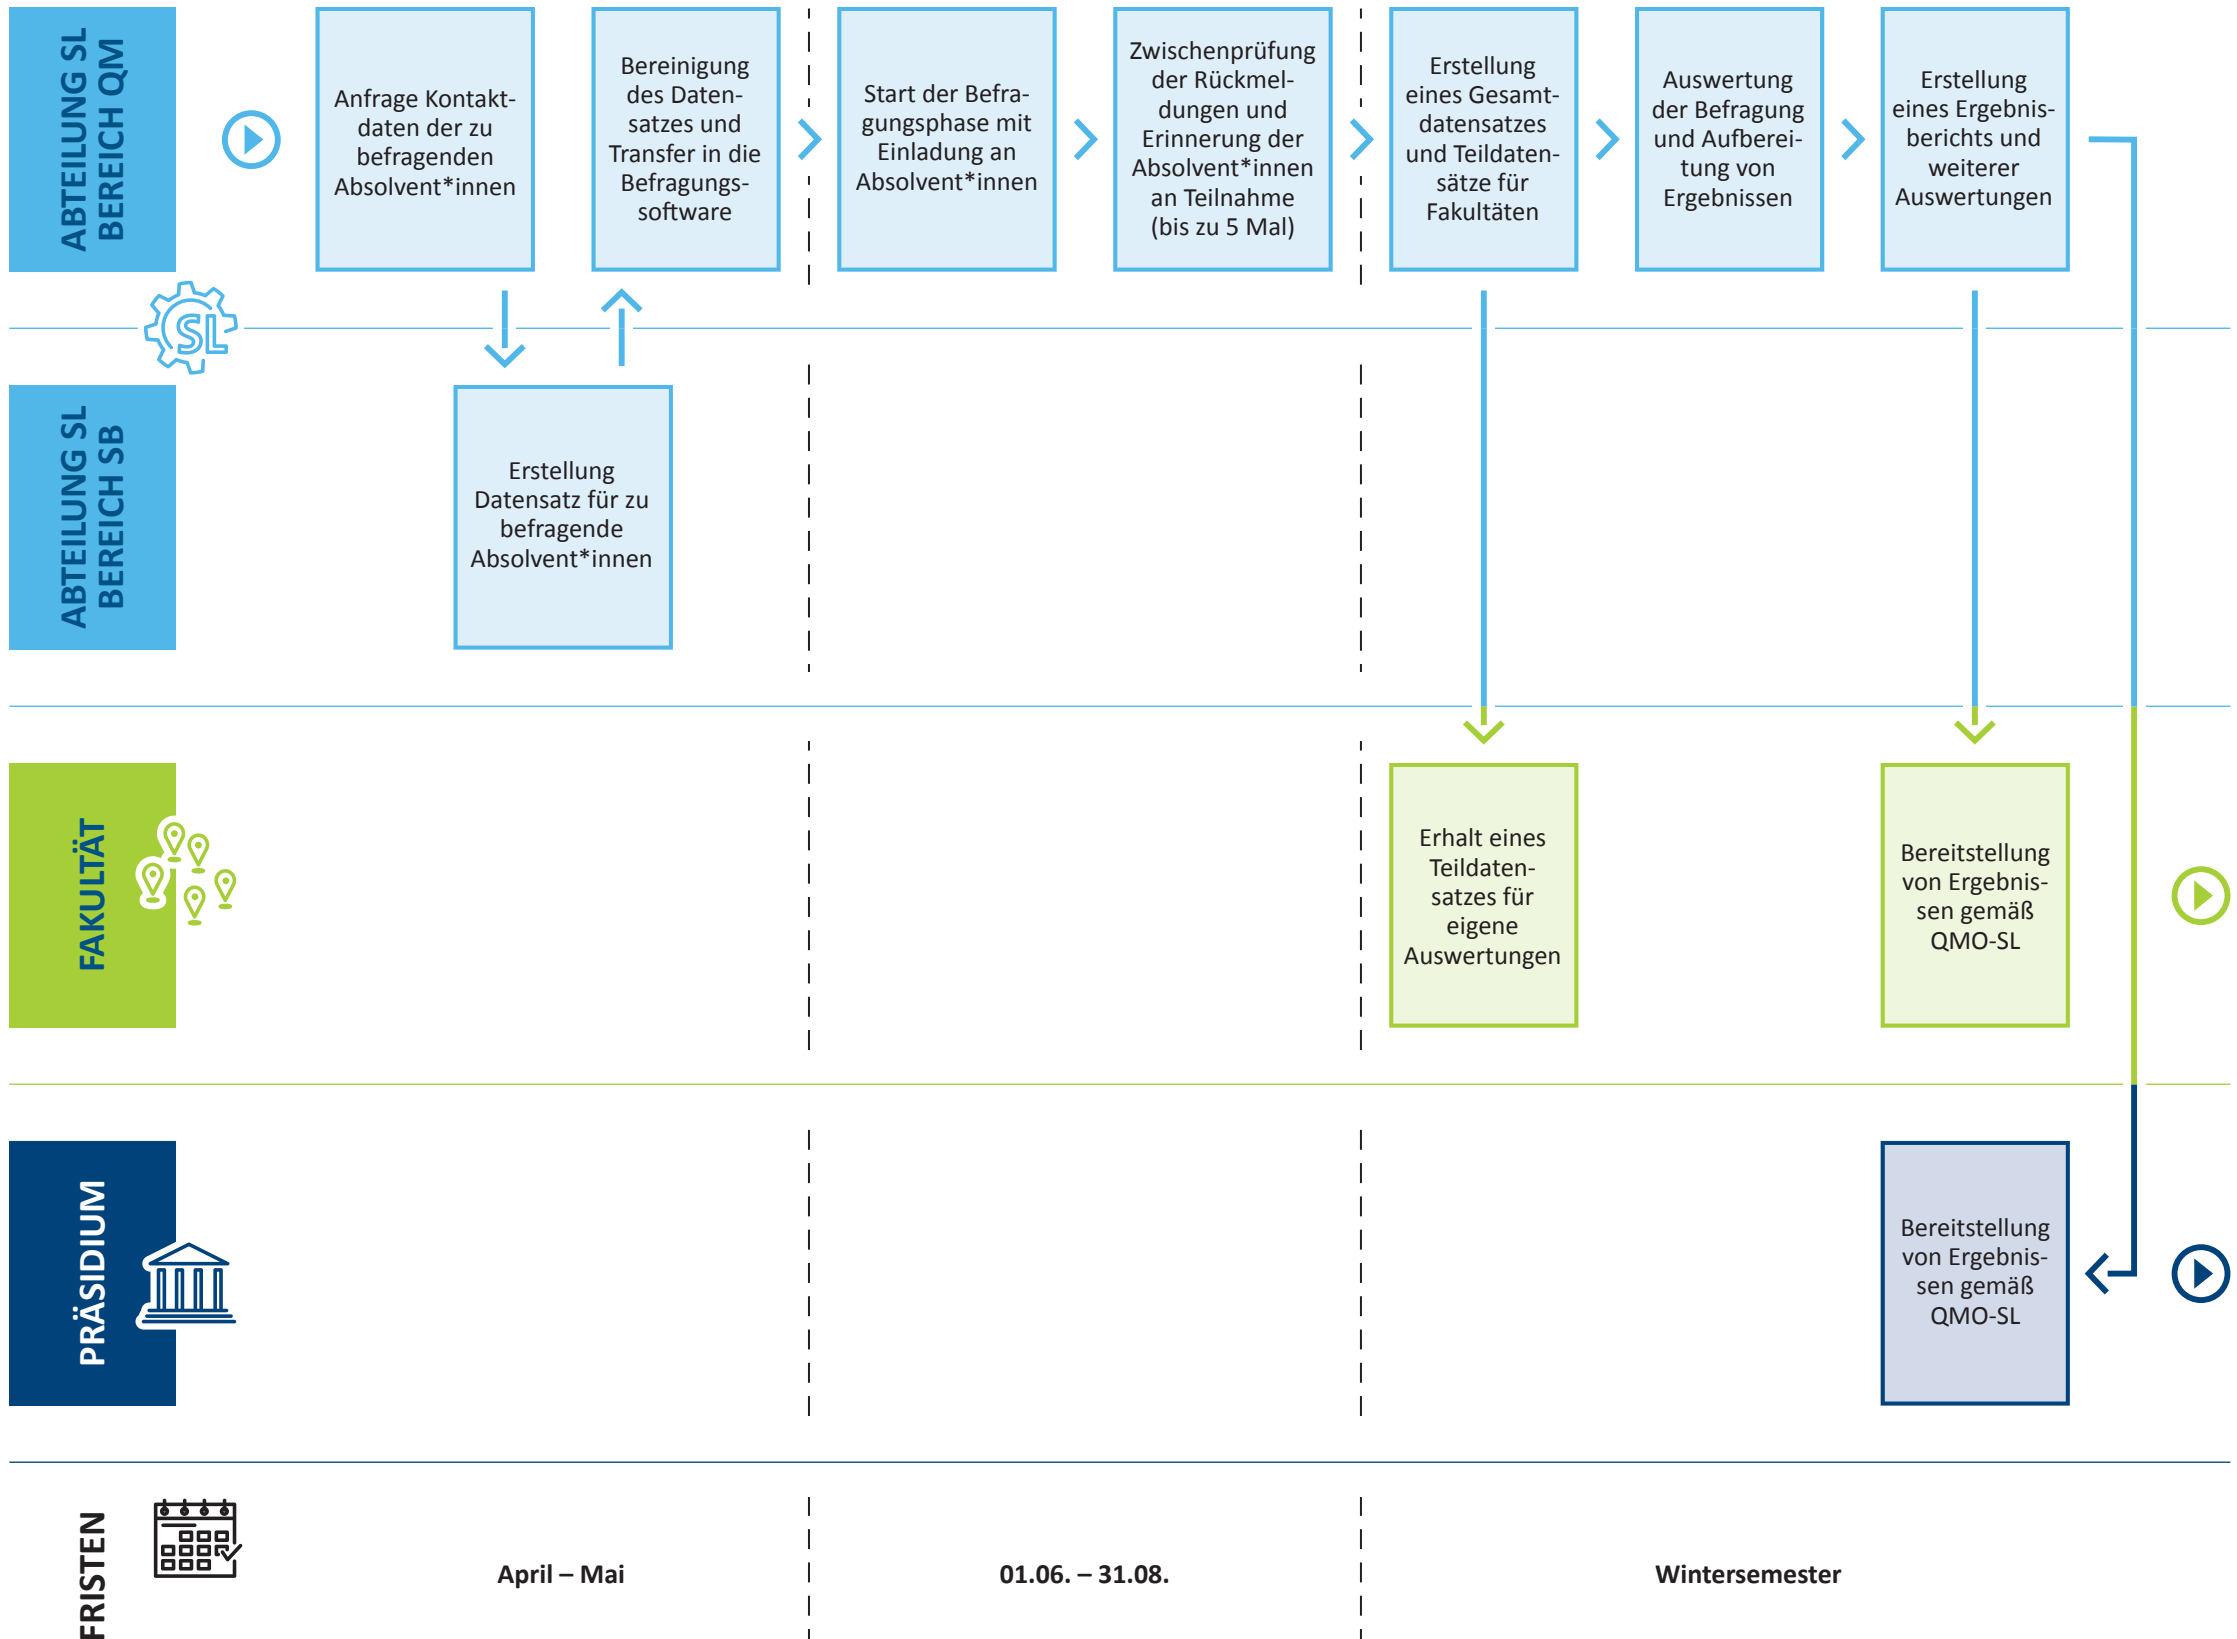 ABTEILUNG SL
BEREICH QM
Anfrage Kontakt-
daten der zu
befragenden
Absolvent*innen
Bereinigung
des Daten-
satzes und
Transfer in die
Befragungs-
software
Start der Befra-
gungsphase mit
Einladung an
Absolvent*innen
Zwischenprüfung
der Rückmel-
dungen und
Erinnerung der
Absolvent*innen
an Teilnahme
(bis zu 5 Mal)
Erstellung
eines Gesamt-
datensatzes
und Teildaten-
sätze für
Fakultäten
Auswertung
der Befragung
und Aufberei-
tung von
Ergebnissen
Erstellung
eines Ergebnis-
berichts und
weiterer
Auswertungen
SL
ABTEILUNG SL
BEREICH SB
Erstellung
Datensatz für zu
befragende
Absolvent*innen
FAKULTÄT
Erhalt eines
Teildaten-
satzes für
eigene
Auswertungen
Bereitstellung
von Ergebnis-
sen gemäß
QMO-SL
PRÄSIDIUM
Bereitstellung
von Ergebnis-
sen gemäß
QMO-SL
FRISTEN
April – Mai
01.06. – 31.08.
Wintersemester